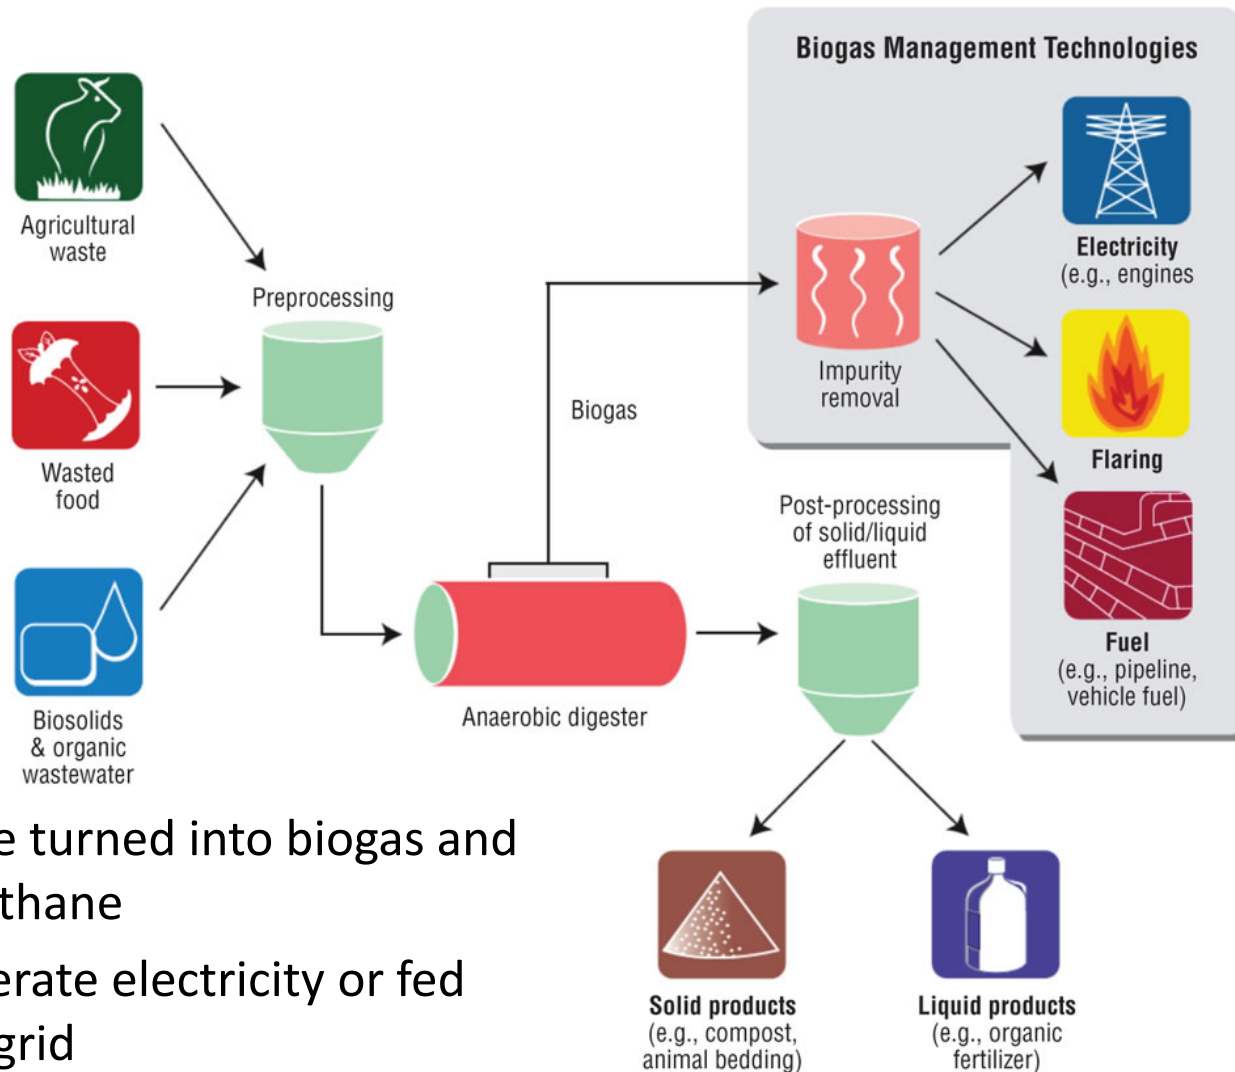 Biogas Management Technologies
Agricultural
waste
Preprocessing
Electricity
(e.g., engines
Wasted
food
Biogas
Impurity
removal
Flaring
Post-processing
of solid/liquid
effluent
Biosolids
& organic
wastewater
Anaerobic digester
Fuel
(e.g., pipeline,
vehicle fuel)
e turned into biogas and
thane
erate electricity or fed
grid
Solid products
(e.g., compost,
animal bedding)
Liquid products
(e.g., organic
fertilizer)